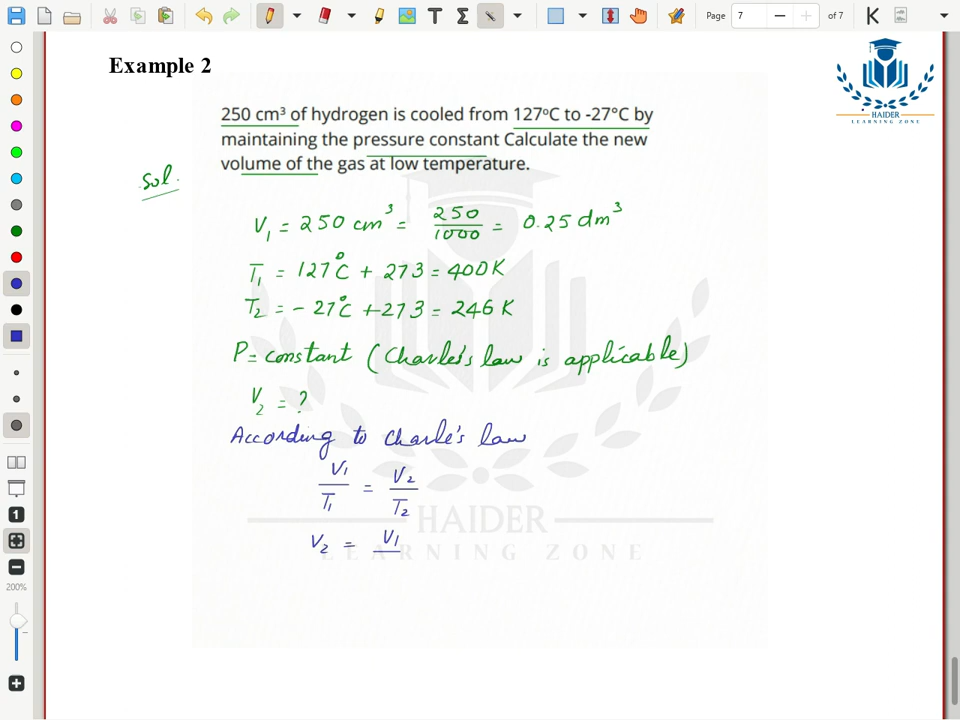 Page 7 of 7
Example 2
HAIDER
LEARNING ZONE
250 cm³ of hydrogen is cooled from 127⁰C to -27°C by
maintaining the pressure constant Calculate the new
volume of the gas at low temperature.
Sol.
V₁ = 250 cm³ = 250/1000 = 0.25 dm³
T₁ = 127°C + 273 = 400K
T₂ = - 27°C + 273 = 246 K
P = constant (Charles's law is applicable)
V₂ = ?
According to Charle's law
V₁/T₁ = V₂/T₂
HAIDER
V₂ = V₁
LEARNING ZONE
1
200%